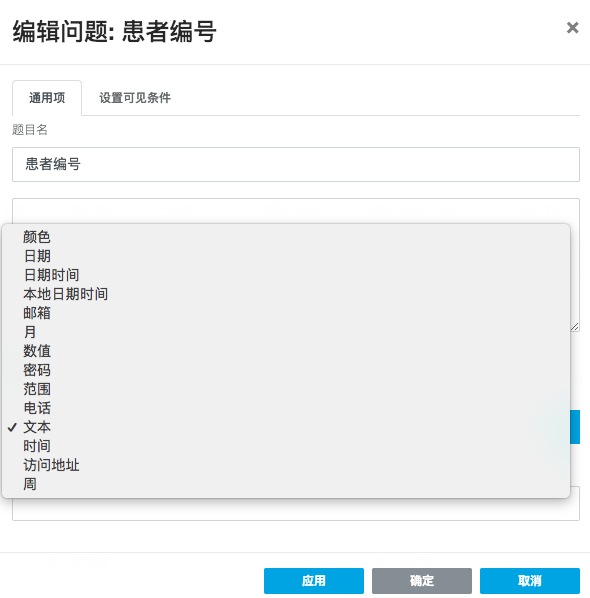 编辑问题: 患者编号
×
通用项
设置可见条件
题目名
患者编号
颜色
日期
日期时间
本地日期时间
邮箱
月
数值
密码
范围
电话
✓ 文本
时间
访问地址
周
应用
确定
取消